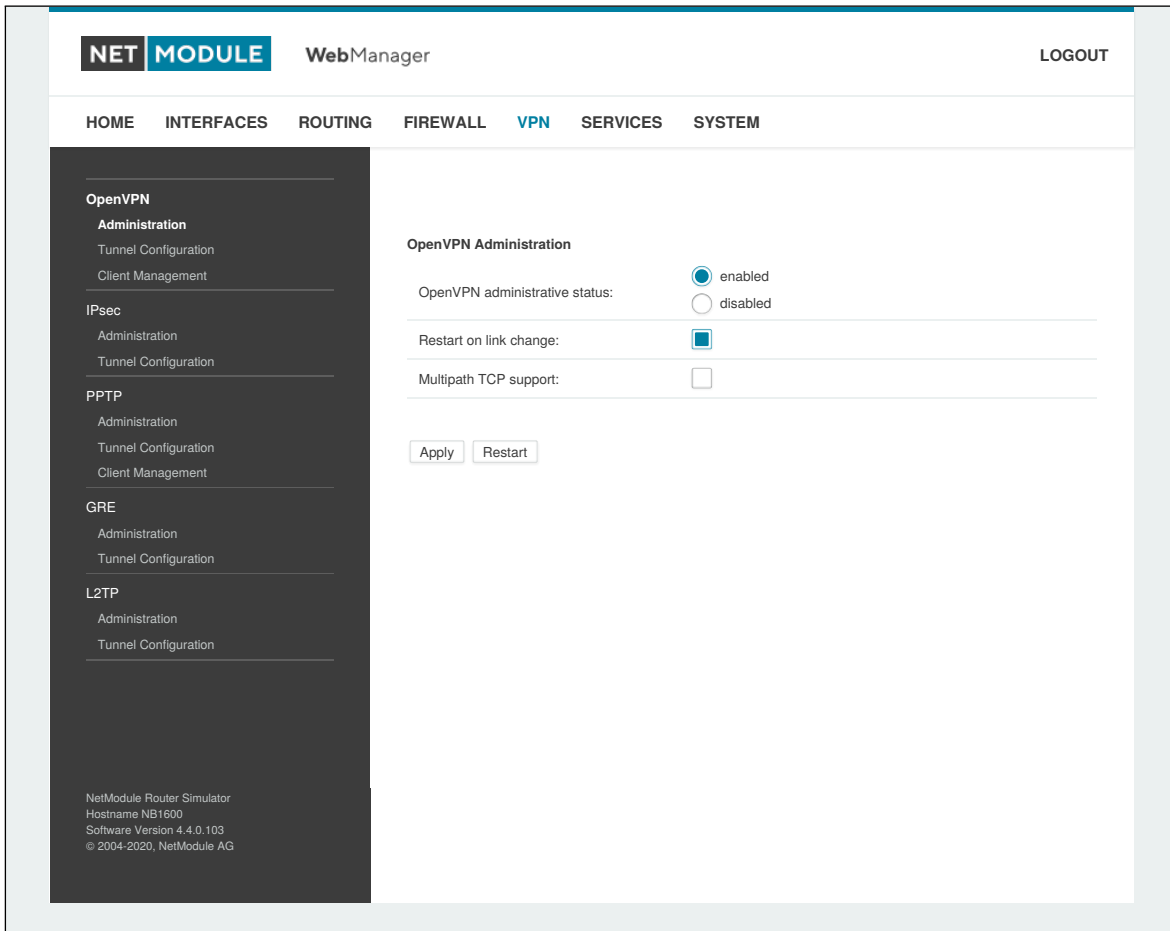 NET MODULE WebManager LOGOUT
HOME INTERFACES ROUTING FIREWALL VPN SERVICES SYSTEM
OpenVPN
Administration
Tunnel Configuration
Client Management
IPsec
Administration
Tunnel Configuration
PPTP
Administration
Tunnel Configuration
Client Management
GRE
Administration
Tunnel Configuration
L2TP
Administration
Tunnel Configuration
NetModule Router Simulator
Hostname NB1600
Software Version 4.4.0.103
© 2004-2020, NetModule AG
OpenVPN Administration
OpenVPN administrative status:
enabled
disabled
Restart on link change:
Multipath TCP support:
Apply Restart